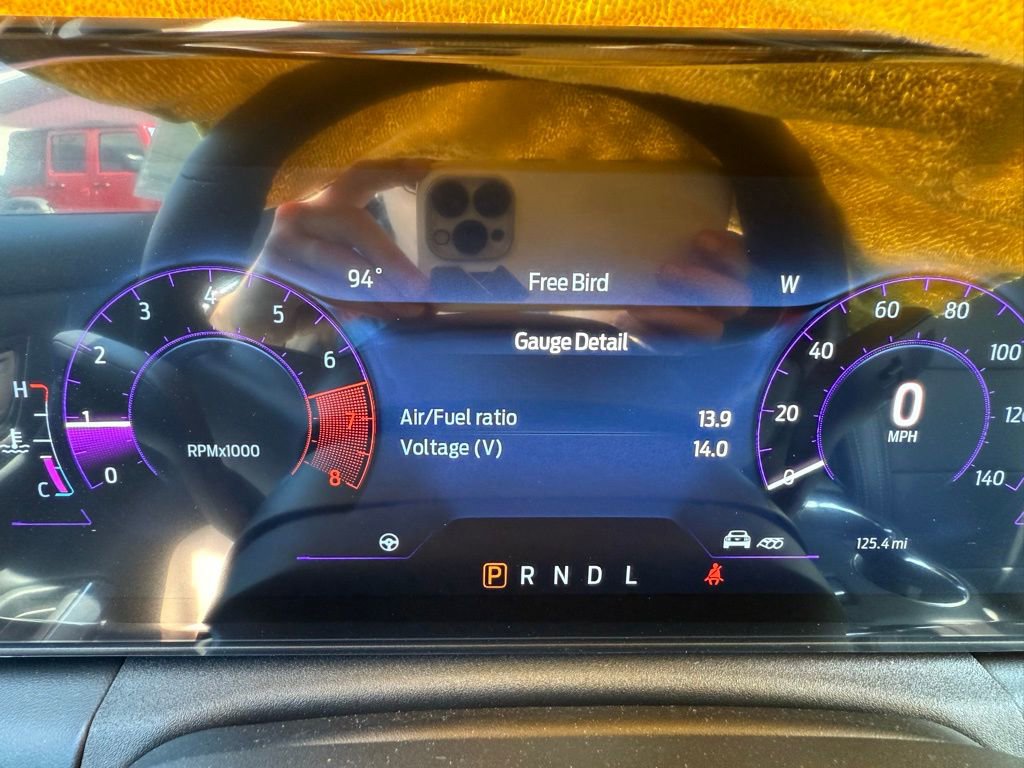 94° Free Bird W
Gauge Detail
Air/Fuel ratio 13.9
Voltage (V) 14.0
0 1 2 3 4 5 6 7 8
RPMx1000
H
C
0 20 40 60 80 100 120 140
0
MPH
125.4 mi
P R N D L